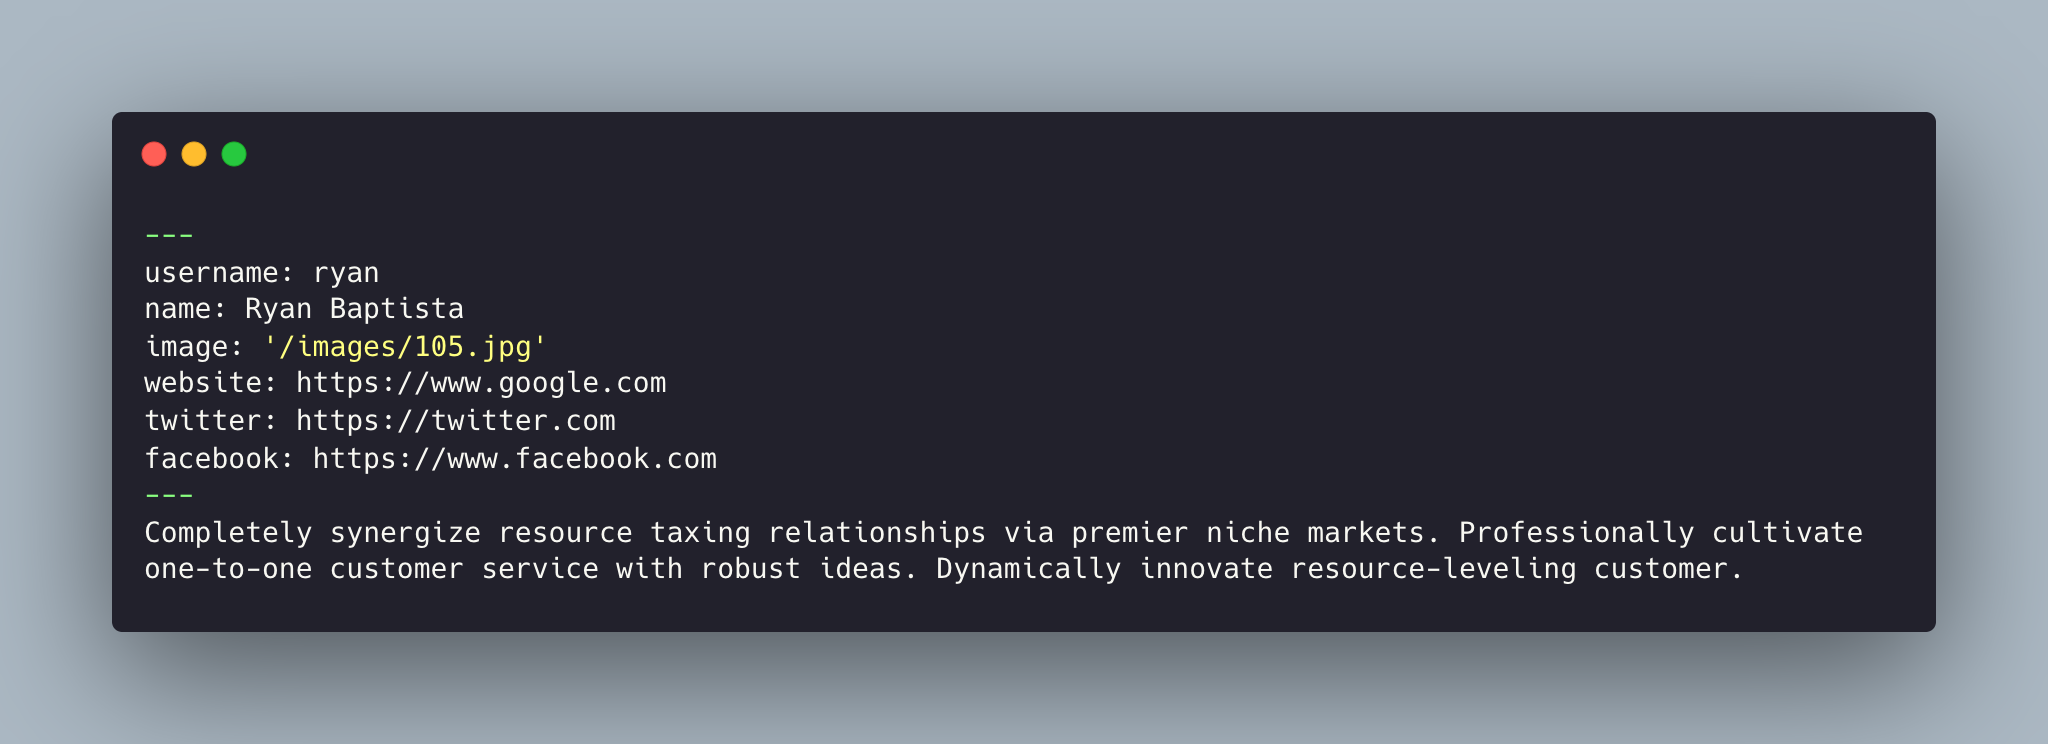 ---
username: ryan
name: Ryan Baptista
image: '/images/105.jpg'
website: https://www.google.com
twitter: https://twitter.com
facebook: https://www.facebook.com
---
Completely synergize resource taxing relationships via premier niche markets. Professionally cultivate
one-to-one customer service with robust ideas. Dynamically innovate resource-leveling customer.